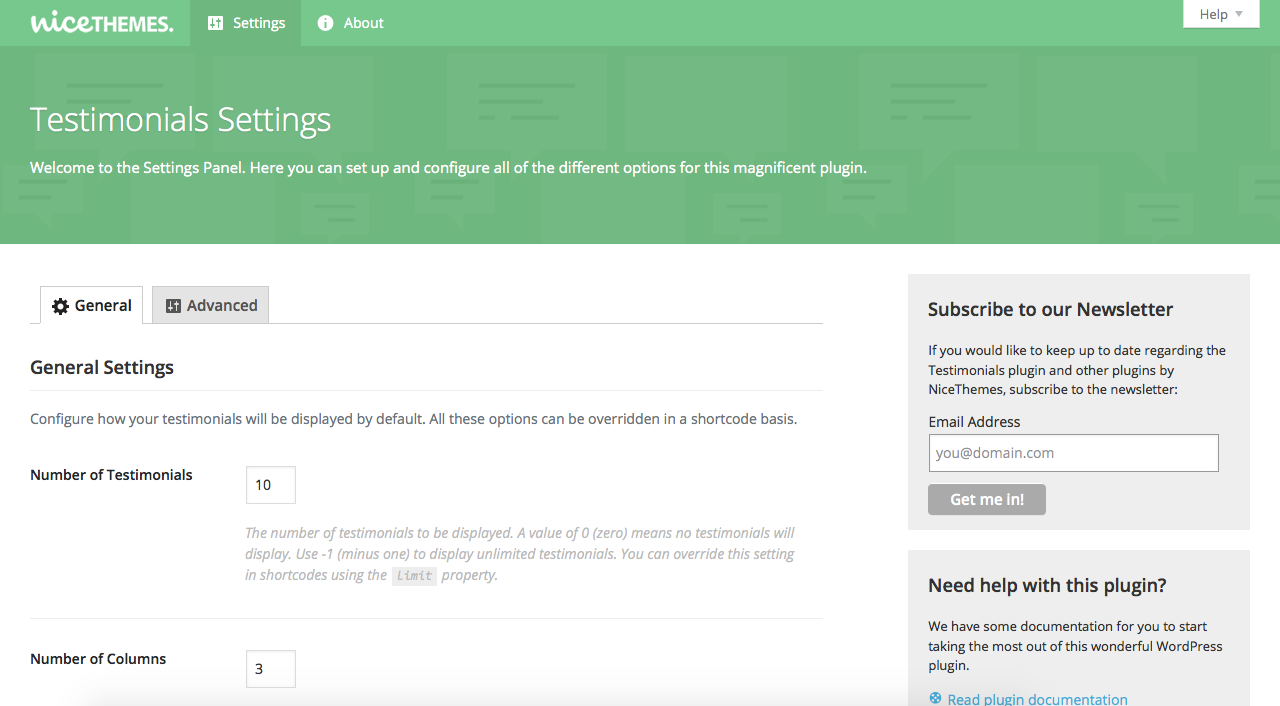 niceTHEMES.
Settings
About
Help
Testimonials Settings
Welcome to the Settings Panel. Here you can set up and configure all of the different options for this magnificent plugin.
General
Advanced
General Settings
Configure how your testimonials will be displayed by default. All these options can be overridden in a shortcode basis.
Number of Testimonials
10
The number of testimonials to be displayed. A value of 0 (zero) means no testimonials will
display. Use -1 (minus one) to display unlimited testimonials. You can override this setting
in shortcodes using the limit property.
Number of Columns
3
Subscribe to our Newsletter
If you would like to keep up to date regarding the
Testimonials plugin and other plugins by
NiceThemes, subscribe to the newsletter:
Email Address
you@domain.com
Get me in!
Need help with this plugin?
We have some documentation for you to start
taking the most out of this wonderful WordPress
plugin.
Read plugin documentation